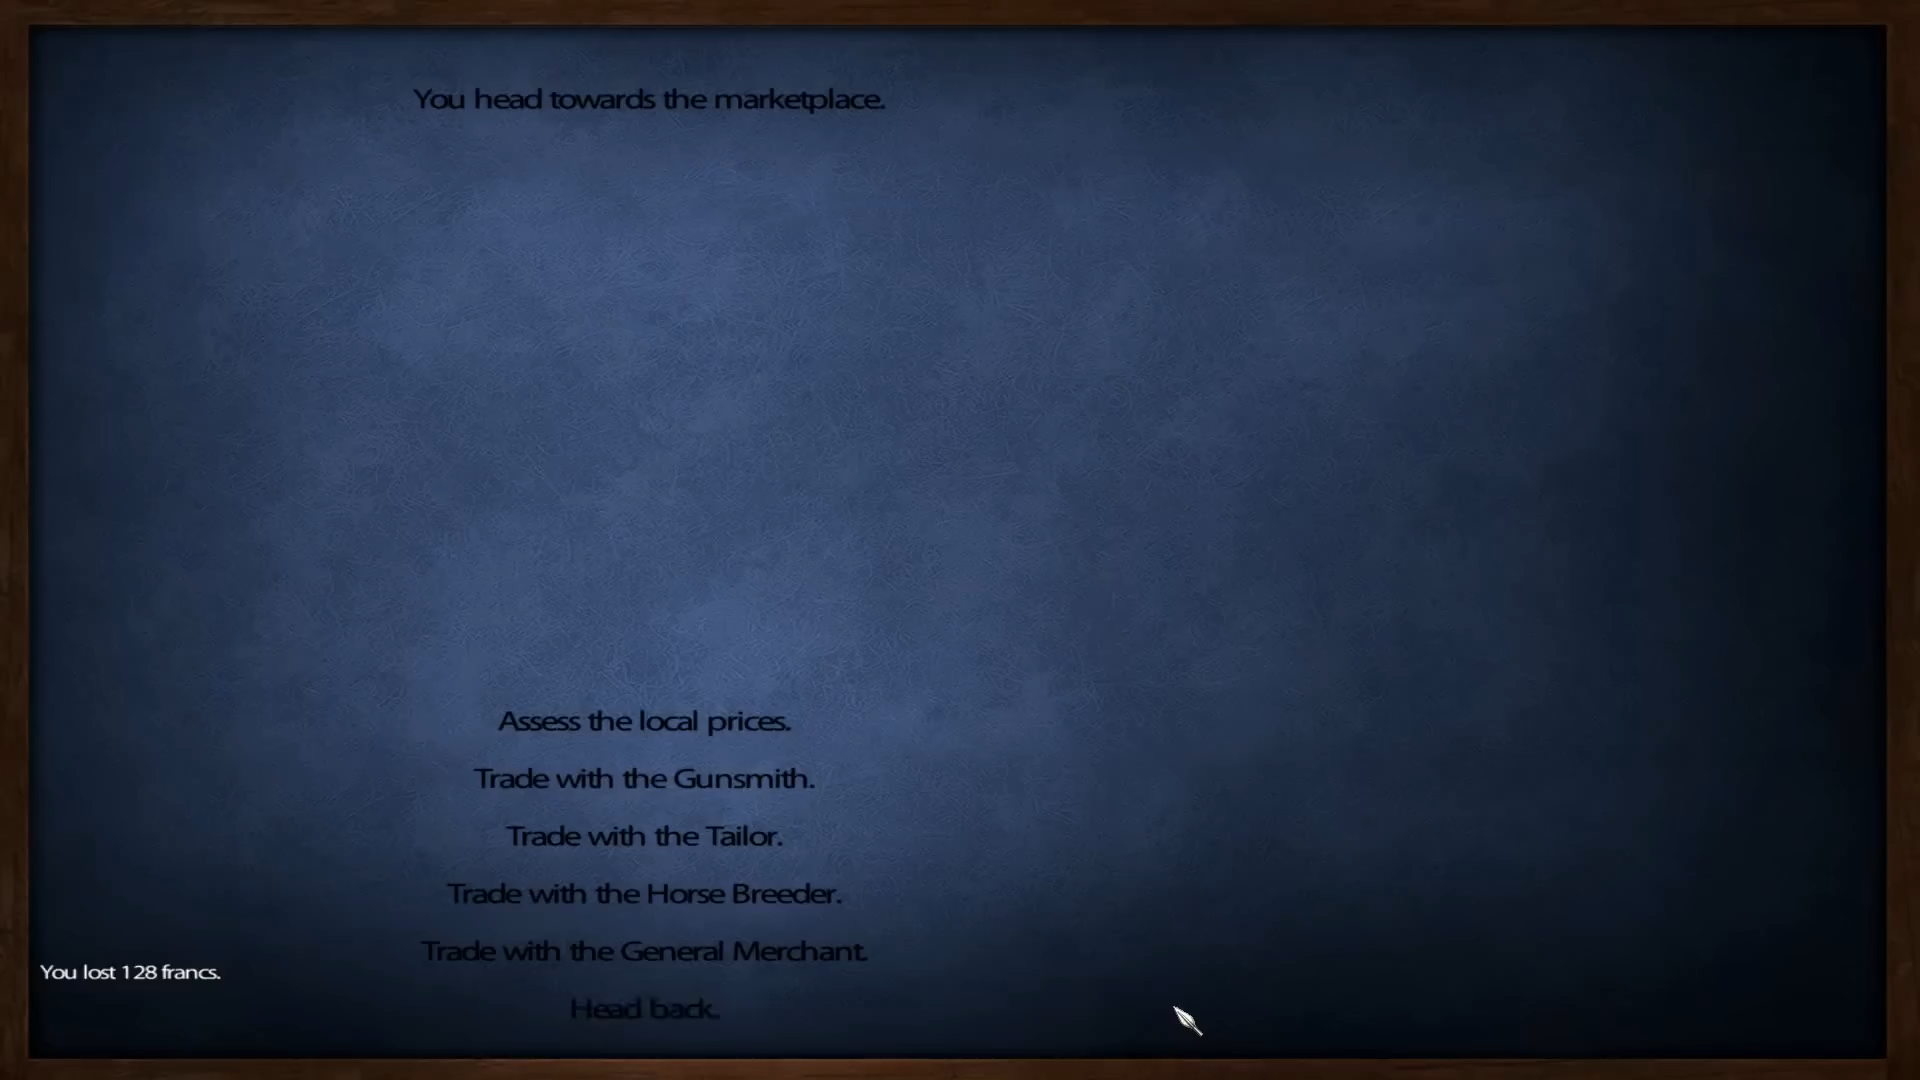 You head towards the marketplace.
Assess the local prices.
Trade with the Gunsmith.
Trade with the Tailor.
Trade with the Horse Breeder.
Trade with the General Merchant.
You lost 128 francs.
Head back.